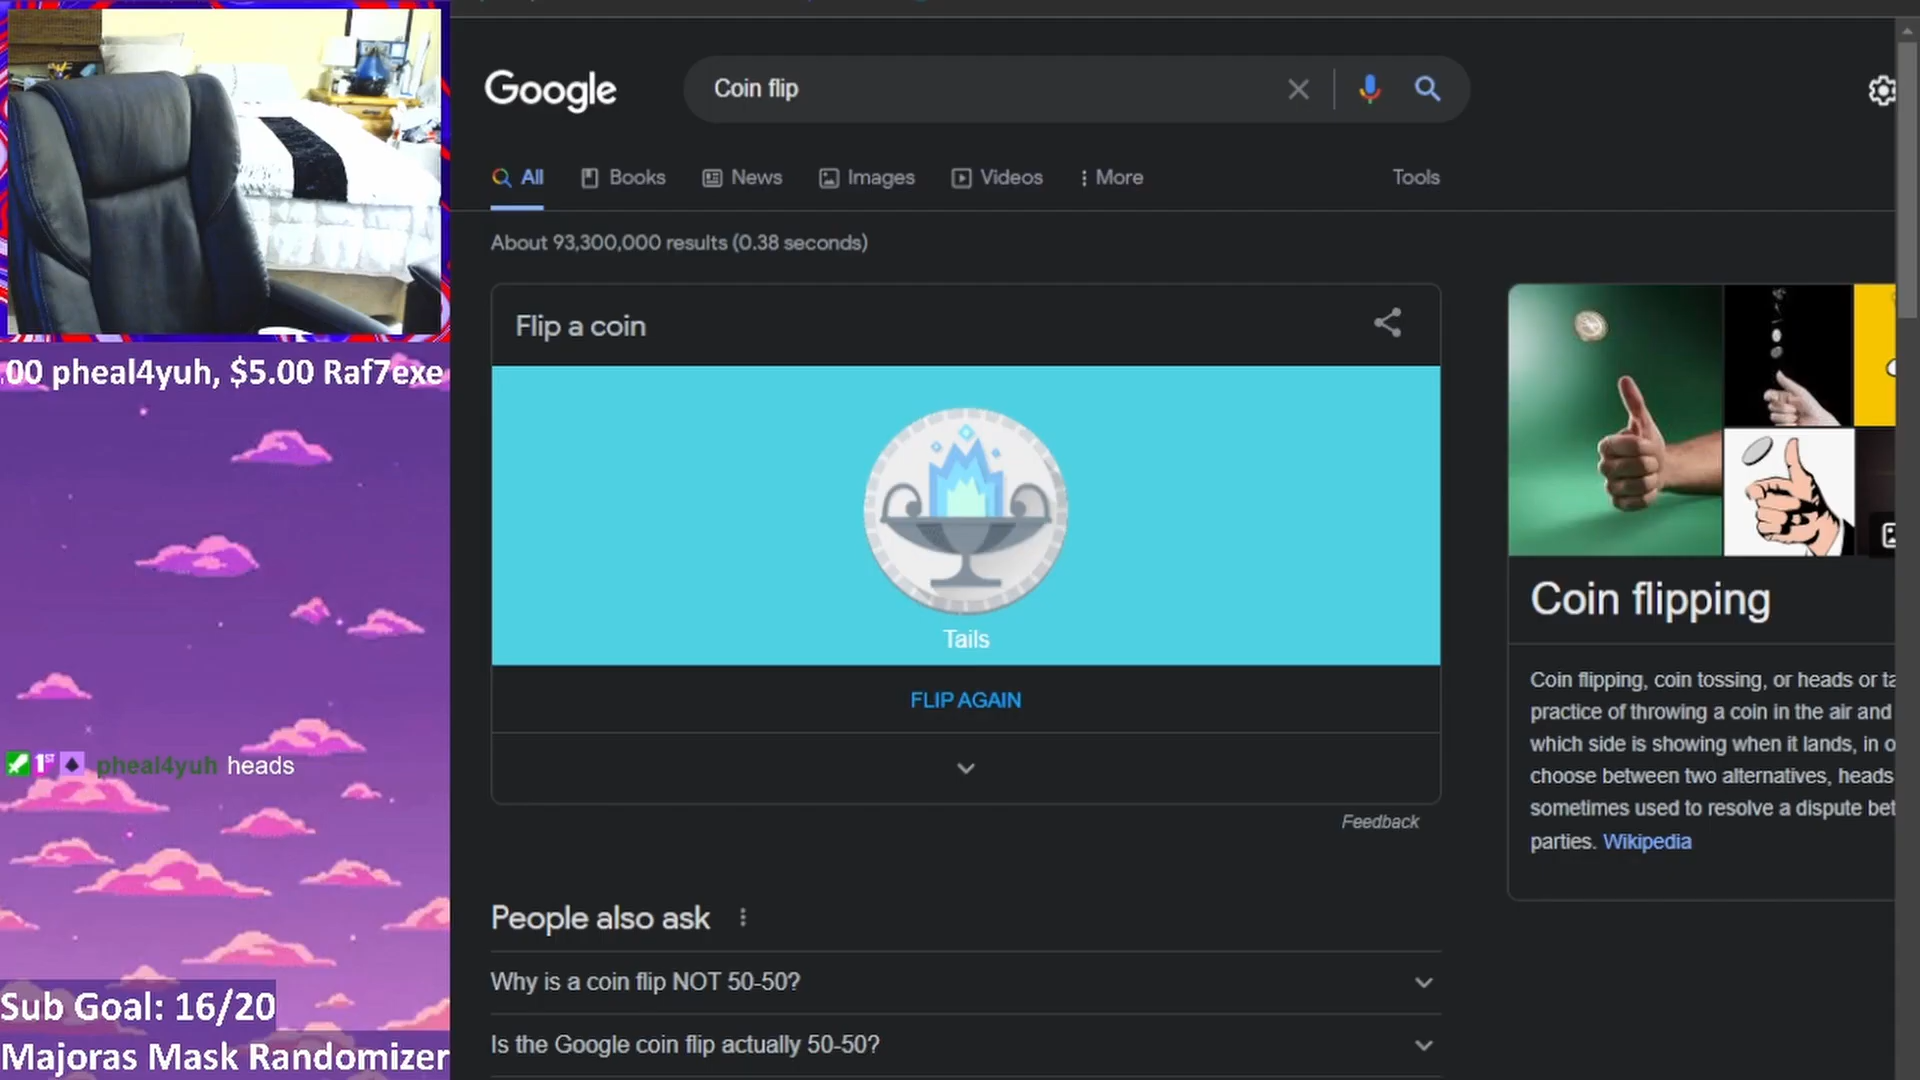 Google
Coin flip
All
Books
News
Images
Videos
More
Tools
About 93,300,000 results (0.38 seconds)
Flip a coin
Tails
FLIP AGAIN
Feedback
People also ask
Why is a coin flip NOT 50-50?
Is the Google coin flip actually 50-50?
Coin flipping
Coin flipping, coin tossing, or heads or ta
practice of throwing a coin in the air and
which side is showing when it lands, in o
choose between two alternatives, heads
sometimes used to resolve a dispute bet
parties. Wikipedia
.00 pheal4yuh, $5.00 Raf7exe
1ST pheal4yuh heads
Sub Goal: 16/20
Majoras Mask Randomizer